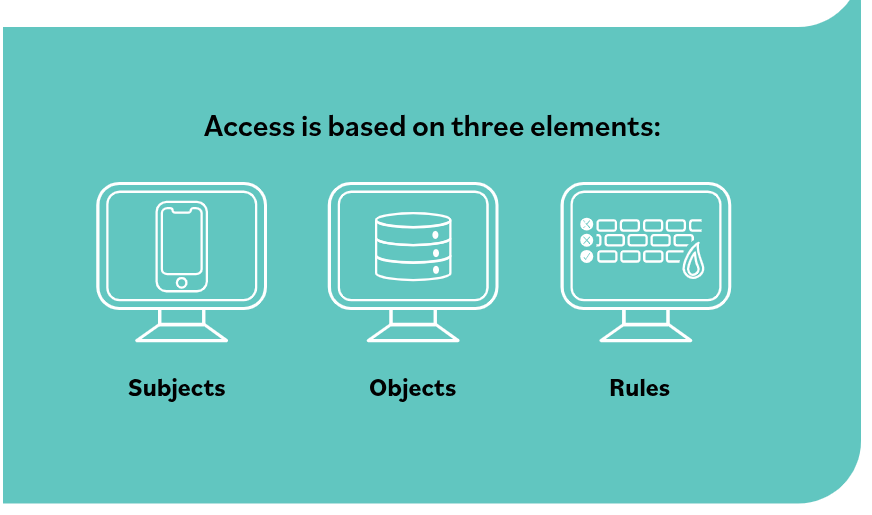 Access is based on three elements:
Subjects
Objects
Rules